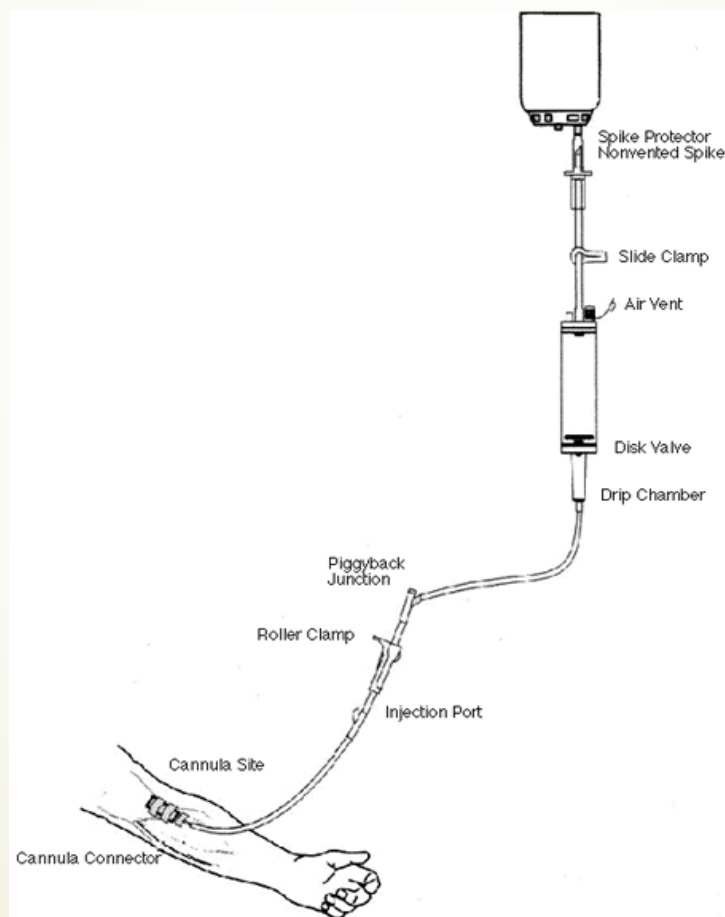 Spike Protector
Nonvented Spike
Slide Clamp
Air Vent
Disk Valve
Drip Chamber
Piggyback
Junction
Roller Clamp
Injection Port
Cannula Site
Cannula Connector